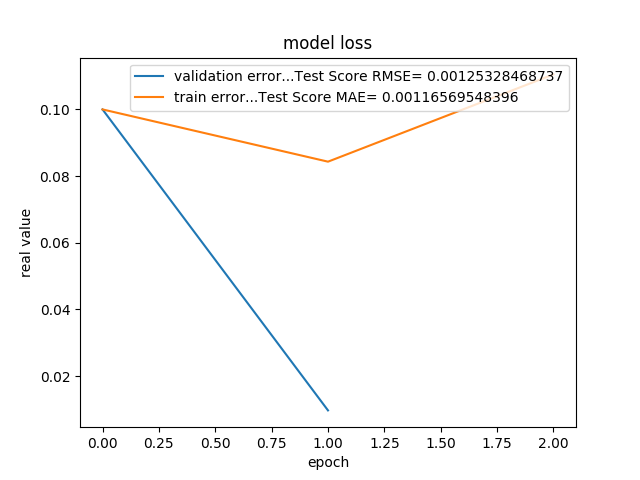 model loss
validation error...Test Score RMSE= 0.00125328468737
train error...Test Score MAE= 0.00116569548396
real value
0.10
0.08
0.06
0.04
0.02
0.00 0.25 0.50 0.75 1.00 1.25 1.50 1.75 2.00
epoch